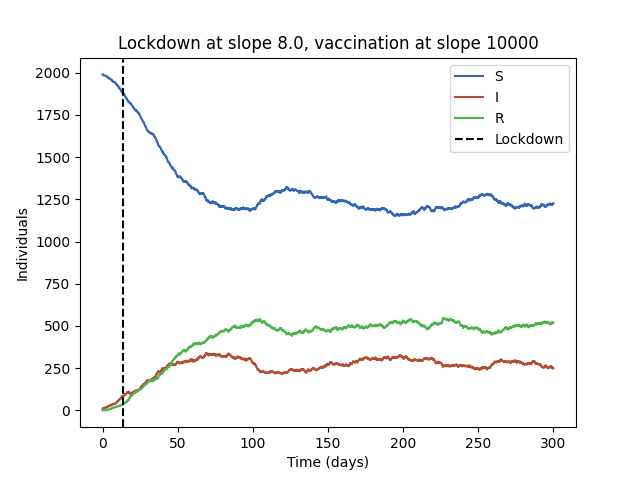 Lockdown at slope 8.0, vaccination at slope 10000
2000
1750
1500
1250
1000
750
500
250
0
Individuals
S
I
R
Lockdown
0 50 100 150 200 250 300
Time (days)